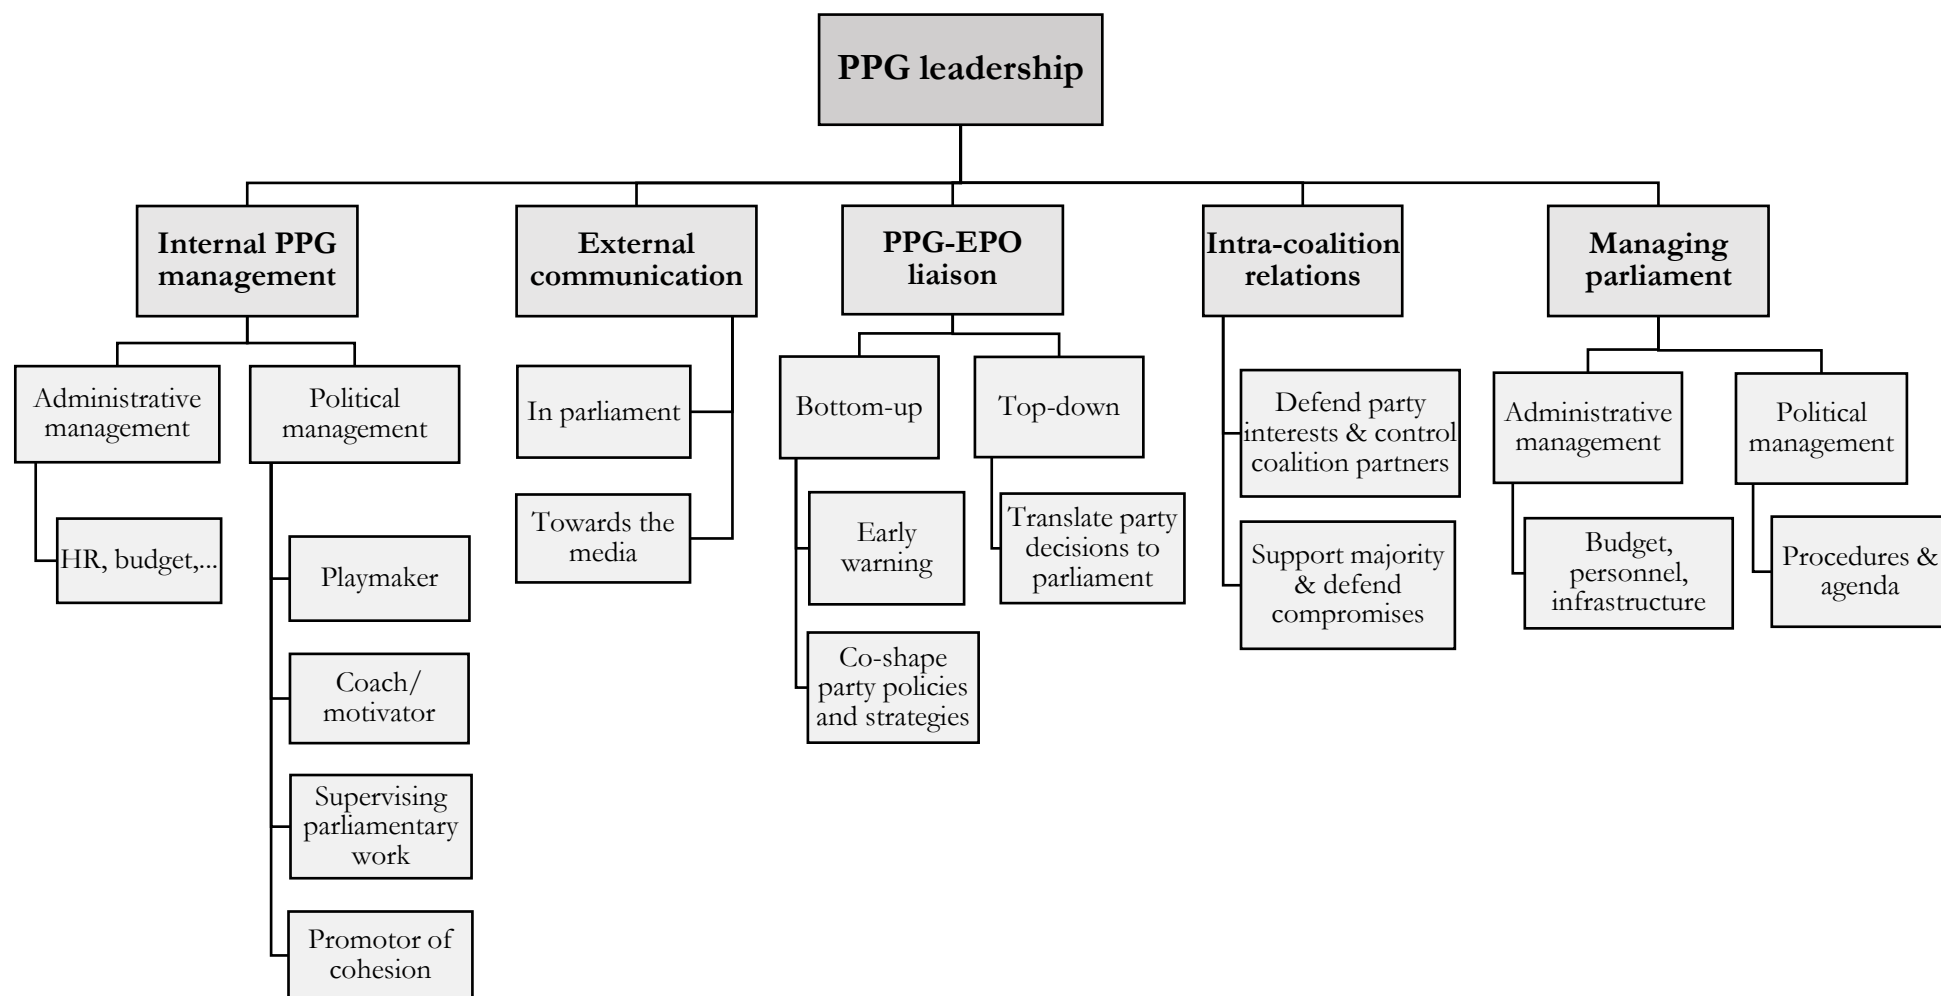 PPG leadership
Internal PPG
management
External
communication
PPG-EPO
liaison
Intra-coalition
relations
Managing
parliament
Administrative
management
Political
management
In parliament
Towards the
media
Bottom-up
Top-down
Defend party
interests & control
coalition partners
Support majority
& defend
compromises
Administrative
management
Political
management
HR, budget,...
Playmaker
Coach/
motivator
Supervising
parliamentary
work
Promotor of
cohesion
Early
warning
Co-shape
party policies
and strategies
Translate party
decisions to
parliament
Budget,
personnel,
infrastructure
Procedures &
agenda